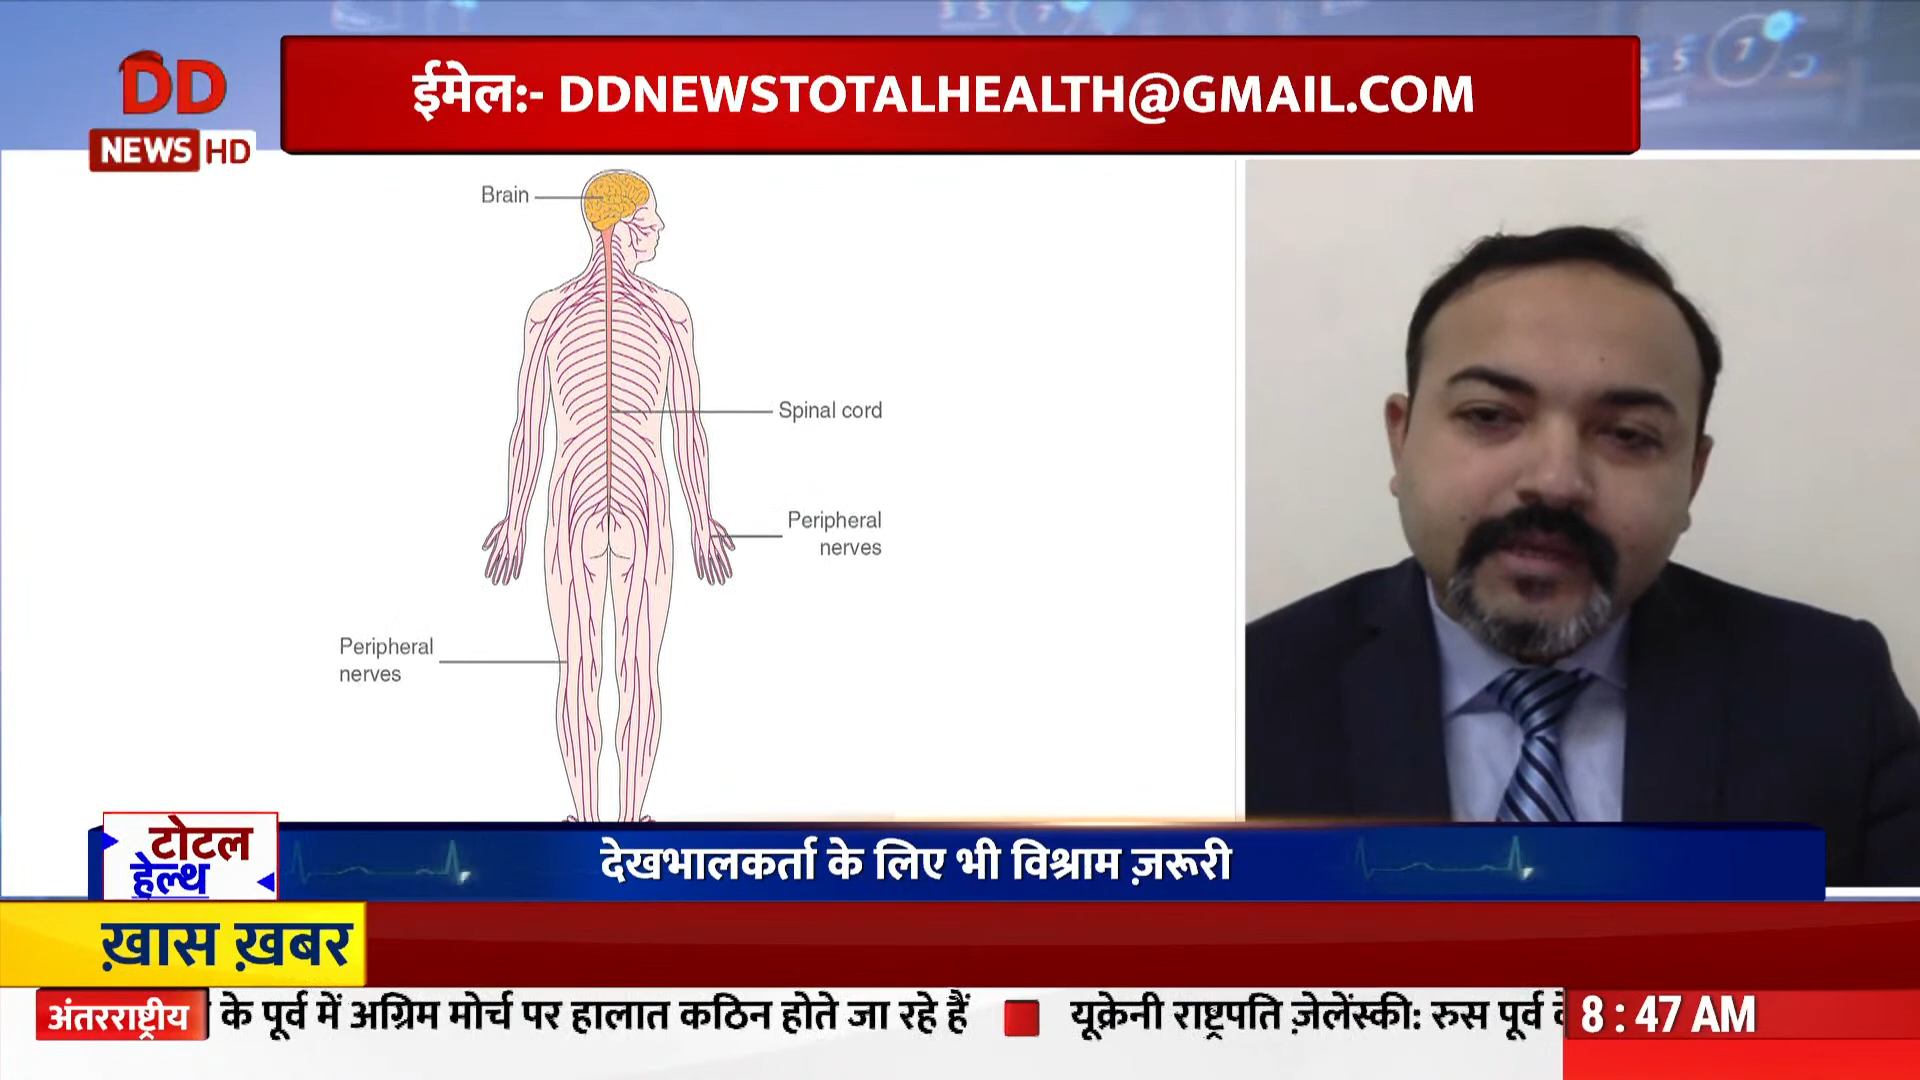 ईमेल:- DDNEWSTOTALHEALTH@GMAIL.COM
DD
NEWS HD
Brain
Spinal cord
Peripheral
nerves
Peripheral
nerves
टोटल
हेल्थ
देखभालकर्ता के लिए भी विश्राम ज़रूरी
ख़ास ख़बर
अंतरराष्ट्रीय
के पूर्व में अग्रिम मोर्च पर हालात कठिन होते जा रहे हैं
यूक्रेनी राष्ट्रपति ज़ेलेंस्की: रुस पूर्व
8 : 47 AM